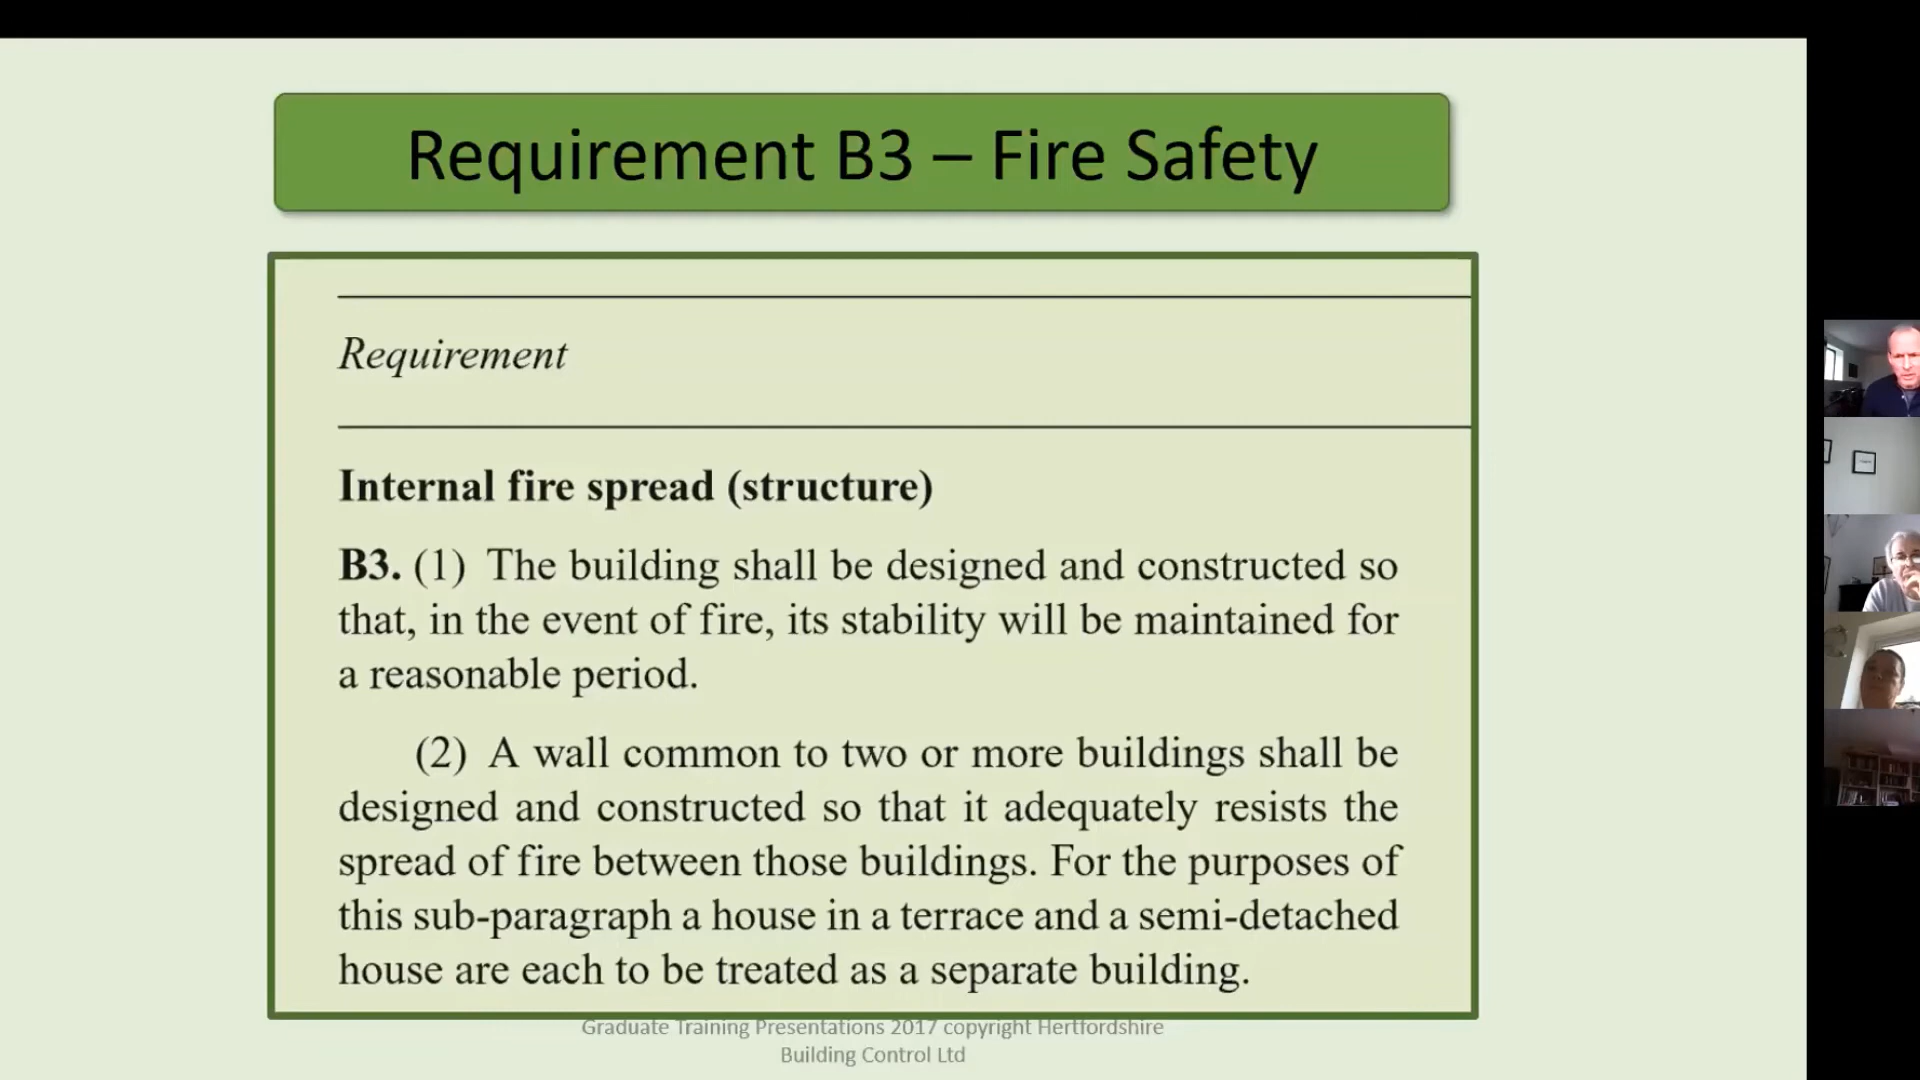 Requirement B3 – Fire Safety
Requirement
Internal fire spread (structure)
B3. (1) The building shall be designed and constructed so
that, in the event of fire, its stability will be maintained for
a reasonable period.
(2) A wall common to two or more buildings shall be
designed and constructed so that it adequately resists the
spread of fire between those buildings. For the purposes of
this sub-paragraph a house in a terrace and a semi-detached
house are each to be treated as a separate building.
Graduate Training Presentations 2017 copyright Hertfordshire
Building Control Ltd